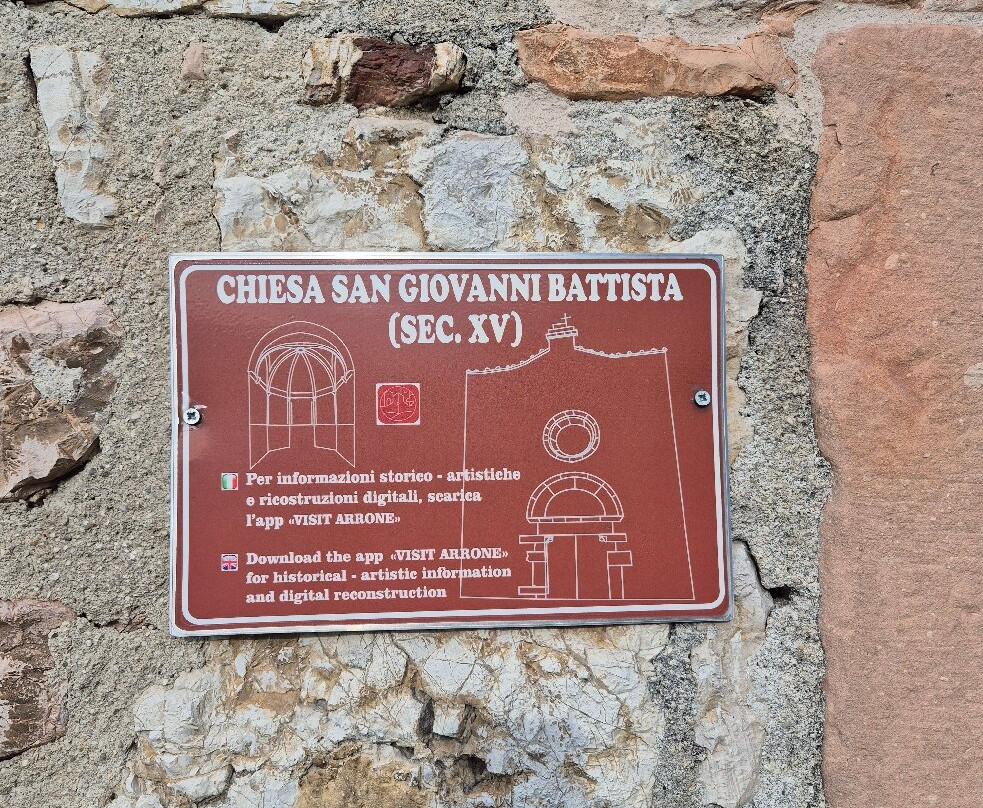 CHIESA SAN GIOVANNI BATTISTA
(SEC. XV)
Per informazioni storico - artistiche
e ricostruzioni digitali, scarica
l'app «VISIT ARRONE»
Download the app «VISIT ARRONE»
for historical - artistic information
and digital reconstruction